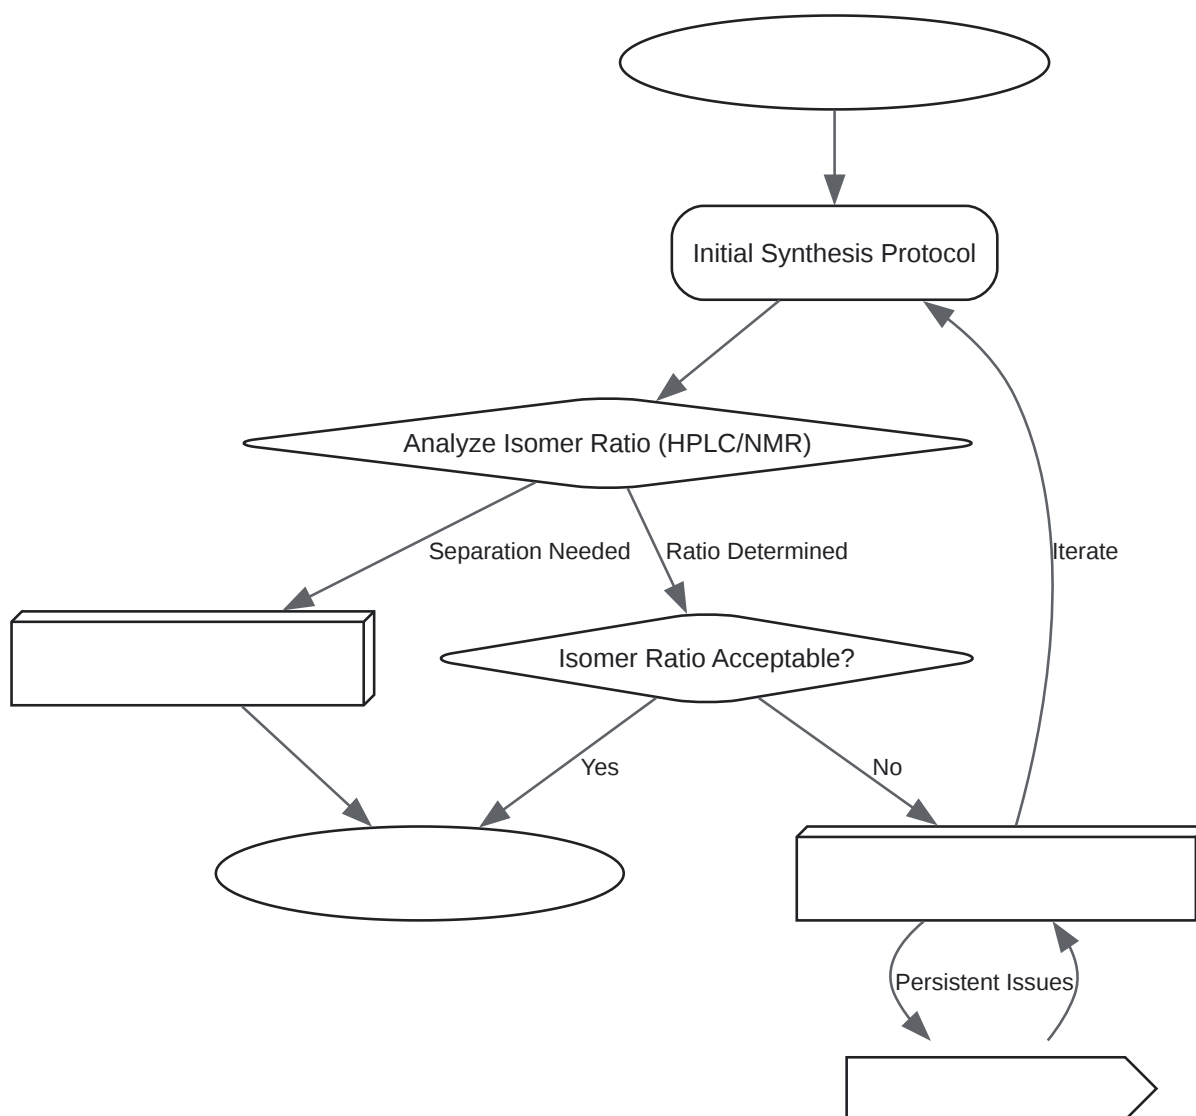 Initial Synthesis Protocol
Analyze Isomer Ratio (HPLC/NMR)
Separation Needed
Ratio Determined
Iterate
Isomer Ratio Acceptable?
Yes
No
Persistent Issues